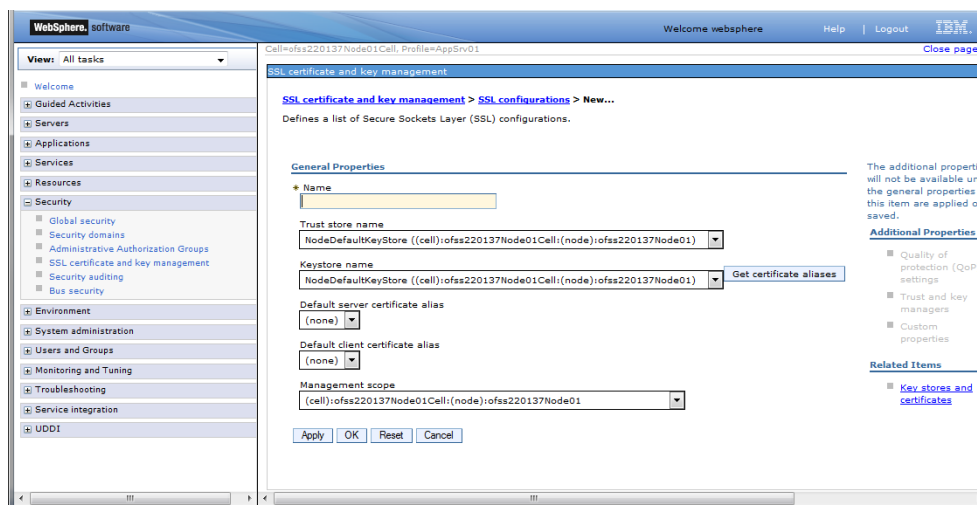 WebSphere. software
Welcome websphere
Help | Logout
IBM.
View: All tasks
Cell=ofss220137Node01Cell, Profile=AppSrv01
Close page
Welcome
Guided Activities
Servers
Applications
Services
Resources
Security
Global security
Security domains
Administrative Authorization Groups
SSL certificate and key management
Security auditing
Bus security
Environment
System administration
Users and Groups
Monitoring and Tuning
Troubleshooting
Service integration
UDDI
SSL certificate and key management
SSL certificate and key management > SSL configurations > New...
Defines a list of Secure Sockets Layer (SSL) configurations.
General Properties
* Name
Trust store name
NodeDefaultKeyStore ((cell):ofss220137Node01Cell:(node):ofss220137Node01)
Keystore name
NodeDefaultKeyStore ((cell):ofss220137Node01Cell:(node):ofss220137Node01)
Get certificate aliases
Default server certificate alias
(none)
Default client certificate alias
(none)
Management scope
(cell):ofss220137Node01Cell:(node):ofss220137Node01
Apply OK Reset Cancel
The additional properti
will not be available un
the general properties
this item are applied o
saved.
Additional Properties
Quality of
protection (QoP
settings
Trust and key
managers
Custom
properties
Related Items
Key stores and
certificates